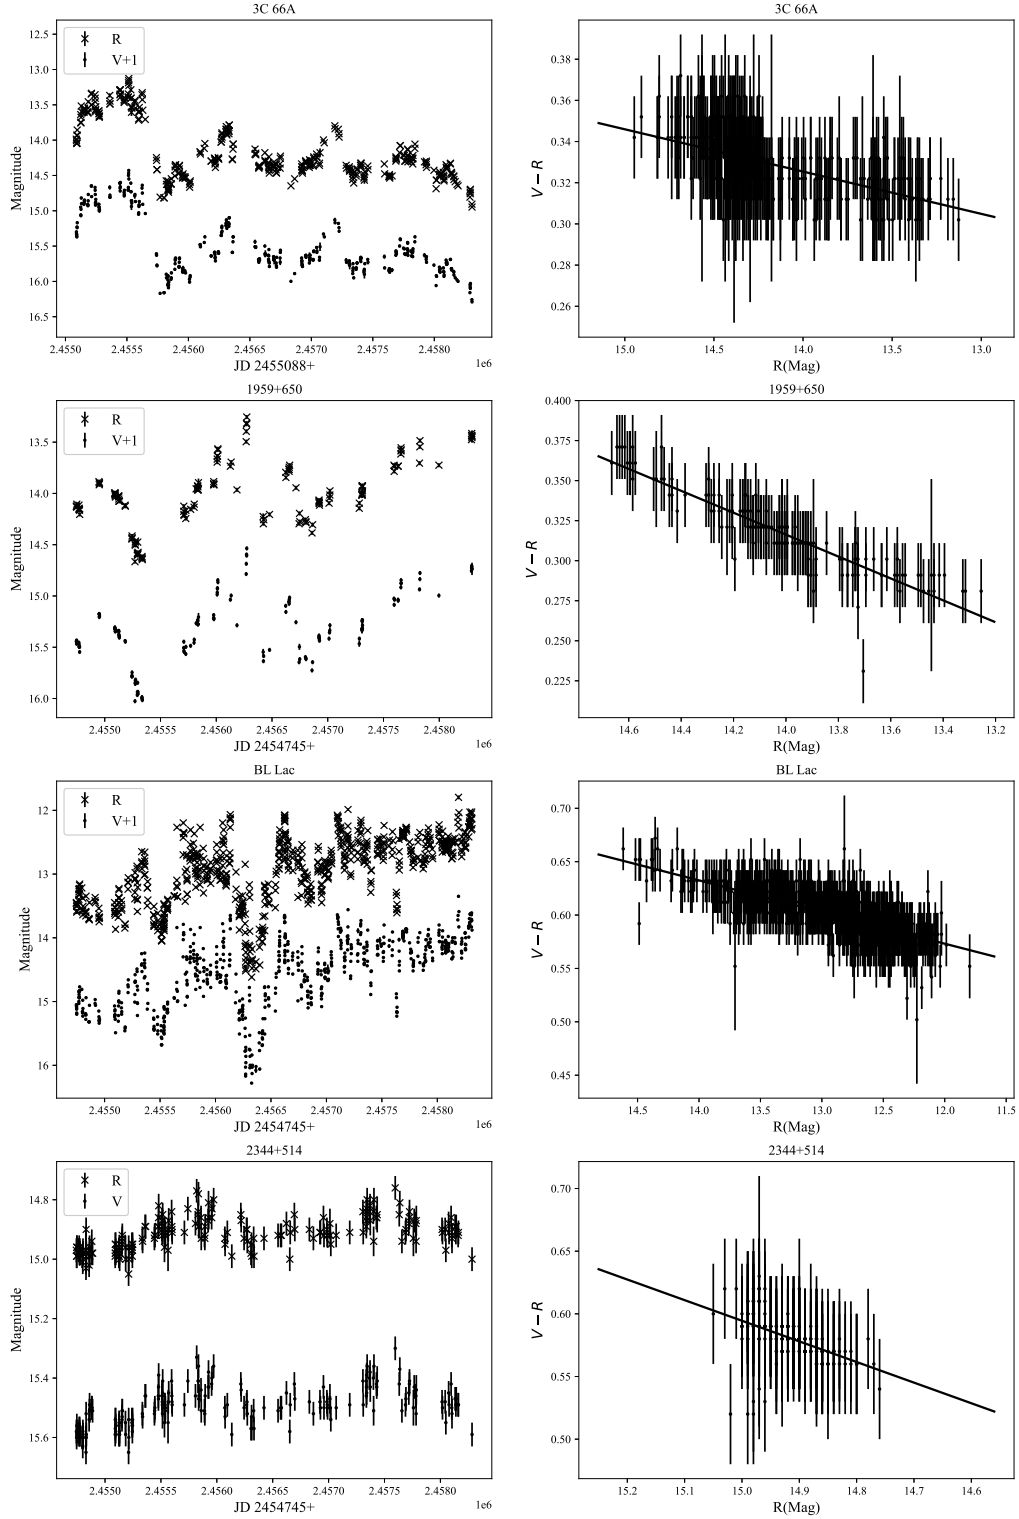 3C 66A
R
V+1
12.5
13.0
13.5
14.0
14.5
15.0
15.5
16.0
16.5
Magnitude
2.4550 2.4555 2.4560 2.4565 2.4570 2.4575 2.4580
1e6
JD 2455088+
3C 66A
0.38
0.36
0.34
0.32
0.30
0.28
0.26
V − R
15.0 14.5 14.0 13.5 13.0
R(Mag)
1959+650
R
V+1
13.5
14.0
14.5
15.0
15.5
16.0
Magnitude
2.4550 2.4555 2.4560 2.4565 2.4570 2.4575 2.4580
1e6
JD 2454745+
1959+650
0.400
0.375
0.350
0.325
0.300
0.275
0.250
0.225
V − R
14.6 14.4 14.2 14.0 13.8 13.6 13.4 13.2
R(Mag)
BL Lac
R
V+1
12
13
14
15
16
Magnitude
2.4550 2.4555 2.4560 2.4565 2.4570 2.4575 2.4580
1e6
JD 2454745+
BL Lac
0.70
0.65
0.60
0.55
0.50
0.45
V − R
14.5 14.0 13.5 13.0 12.5 12.0 11.5
R(Mag)
2344+514
R
V
14.8
15.0
15.2
15.4
15.6
Magnitude
2.4550 2.4555 2.4560 2.4565 2.4570 2.4575 2.4580
1e6
JD 2454745+
2344+514
0.70
0.65
0.60
0.55
0.50
V − R
15.2 15.1 15.0 14.9 14.8 14.7 14.6
R(Mag)